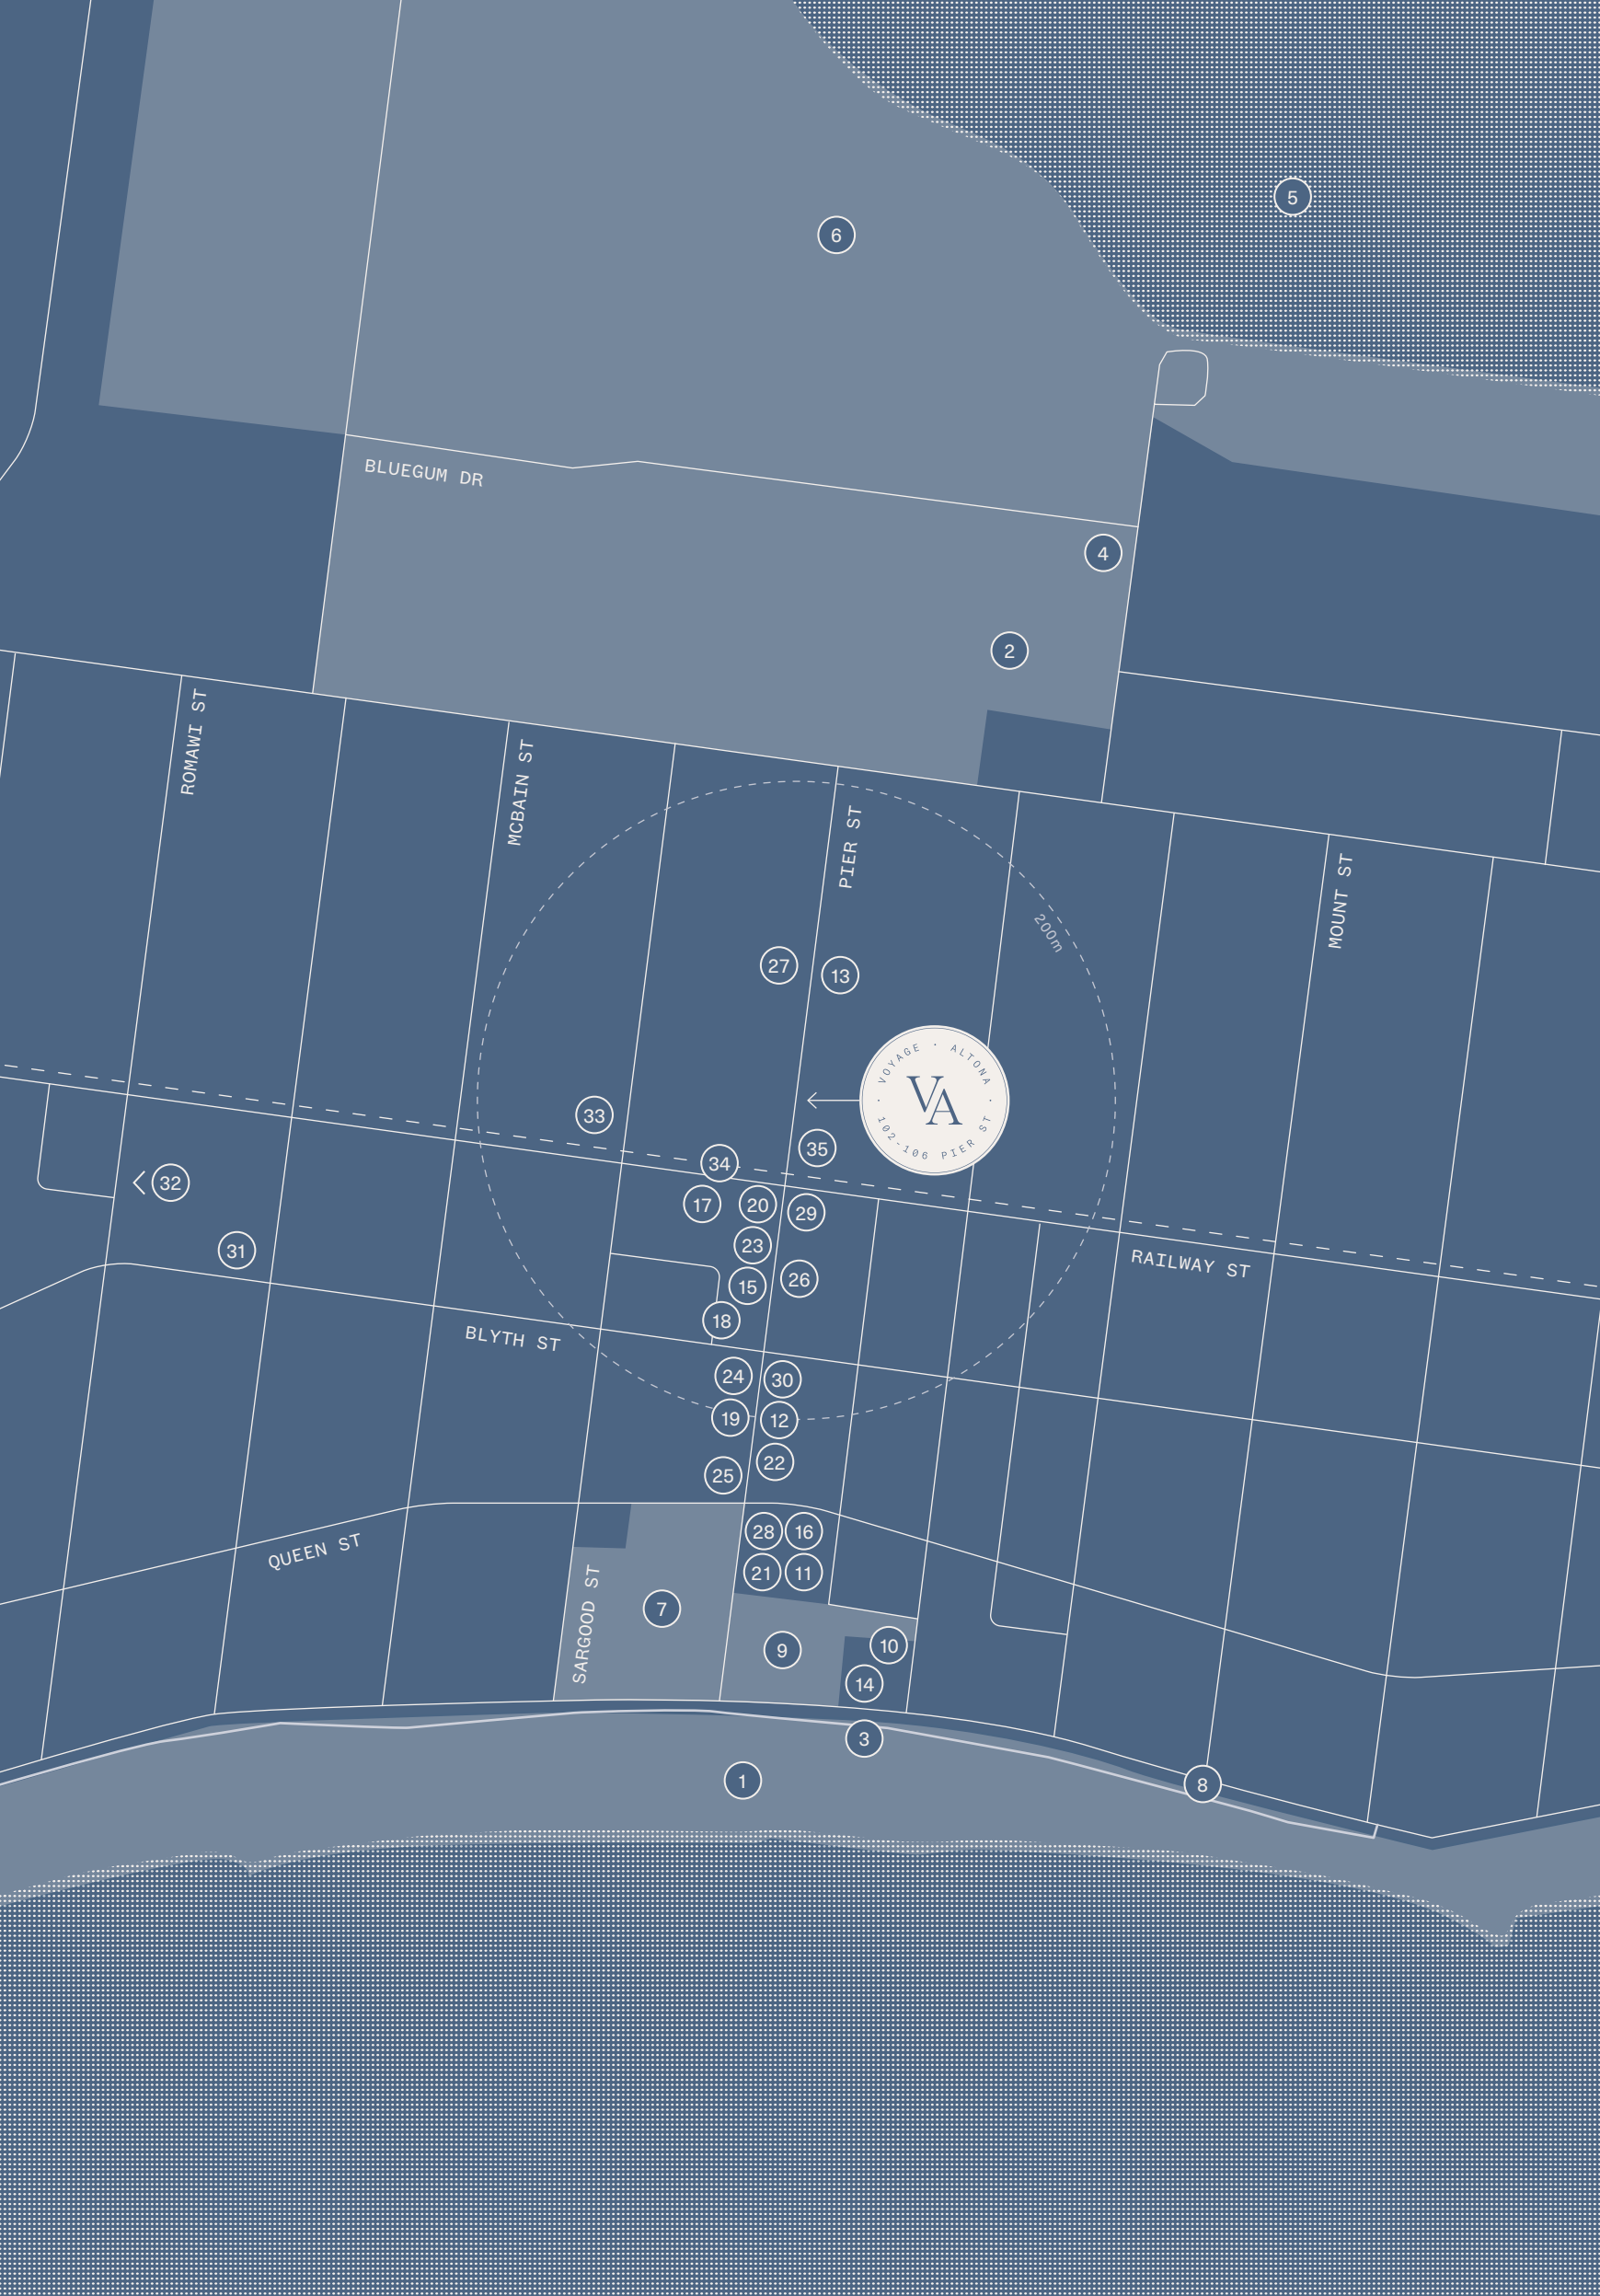 5
6
BLUEGUM DR
4
2
ROMAWI ST
MCBAIN ST
PIER ST
MOUNT ST
200m
27
13
VOYAGE · ALTONA
VA
· 102-106 PIER ST ·
33
35
34
32
17
20
29
31
23
RAILWAY ST
15
26
18
BLYTH ST
24
30
19
12
22
25
28
16
QUEEN ST
21
11
SARGOOD ST
7
9
10
14
3
1
8